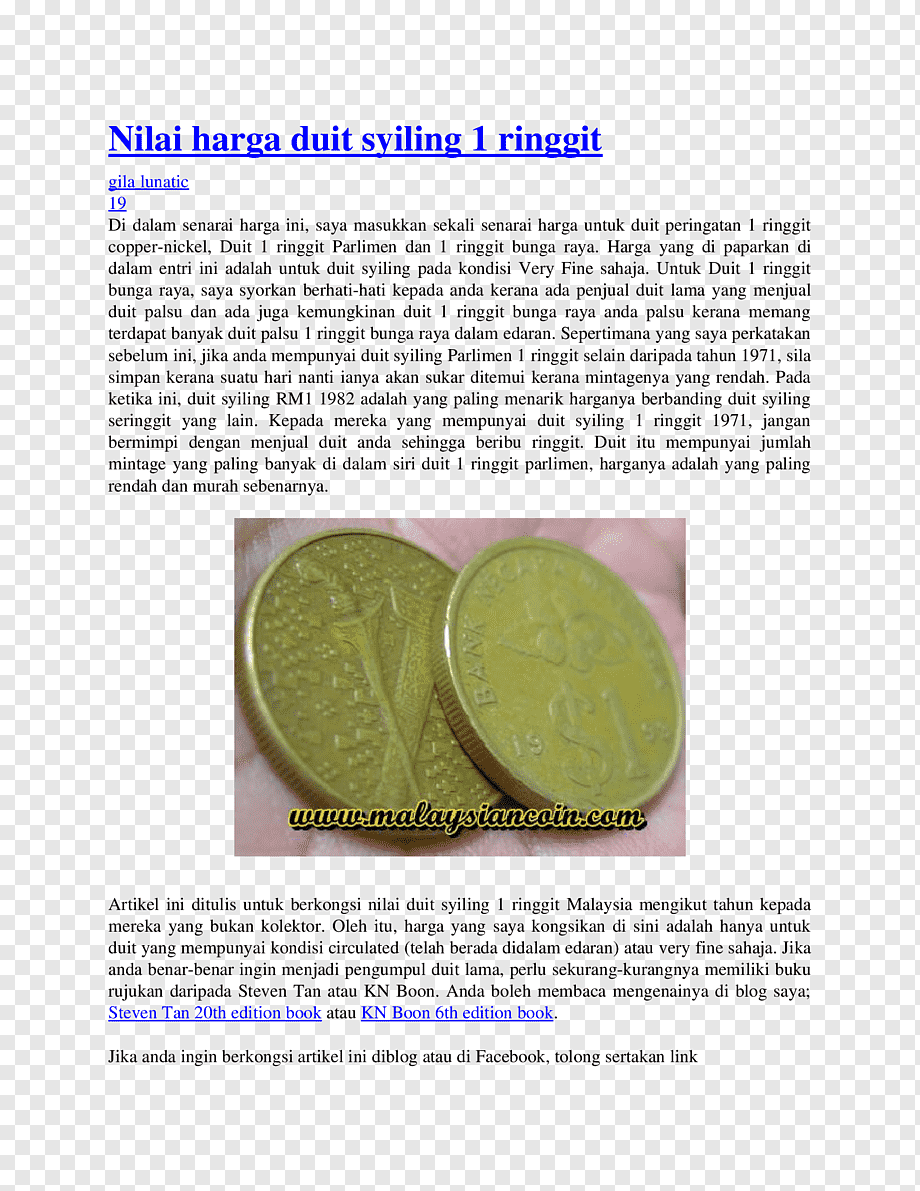 Nilai harga duit syiling 1 ringgit
gila lunatic
19
Di dalam senarai harga ini, saya masukkan sekali senarai harga untuk duit peringatan 1 ringgit
copper-nickel, Duit 1 ringgit Parlimen dan 1 ringgit bunga raya. Harga yang di paparkan di
dalam entri ini adalah untuk duit syiling pada kondisi Very Fine sahaja. Untuk Duit 1 ringgit
bunga raya, saya syorkan berhati-hati kepada anda kerana ada penjual duit lama yang menjual
duit palsu dan ada juga kemungkinan duit 1 ringgit bunga raya anda palsu kerana memang
terdapat banyak duit palsu 1 ringgit bunga raya dalam edaran. Sepertimana yang saya perkatakan
sebelum ini, jika anda mempunyai duit syiling Parlimen 1 ringgit selain daripada tahun 1971, sila
simpan kerana suatu hari nanti ianya akan sukar ditemui kerana mintagenya yang rendah. Pada
ketika ini, duit syiling RM1 1982 adalah yang paling menarik harganya berbanding duit syiling
seringgit yang lain. Kepada mereka yang mempunyai duit syiling 1 ringgit 1971, jangan
bermimpi dengan menjual duit anda sehingga beribu ringgit. Duit itu mempunyai jumlah
mintage yang paling banyak di dalam siri duit 1 ringgit parlimen, harganya adalah yang paling
rendah dan murah sebenarnya.
BANK NEGARA
19
$1
www.malaysiancoin.com
Artikel ini ditulis untuk berkongsi nilai duit syiling 1 ringgit Malaysia mengikut tahun kepada
mereka yang bukan kolektor. Oleh itu, harga yang saya kongsikan di sini adalah hanya untuk
duit yang mempunyai kondisi circulated (telah berada didalam edaran) atau very fine sahaja. Jika
anda benar-benar ingin menjadi pengumpul duit lama, perlu sekurang-kurangnya memiliki buku
rujukan daripada Steven Tan atau KN Boon. Anda boleh membaca mengenainya di blog saya;
Steven Tan 20th edition book atau KN Boon 6th edition book.
Jika anda ingin berkongsi artikel ini diblog atau di Facebook, tolong sertakan link